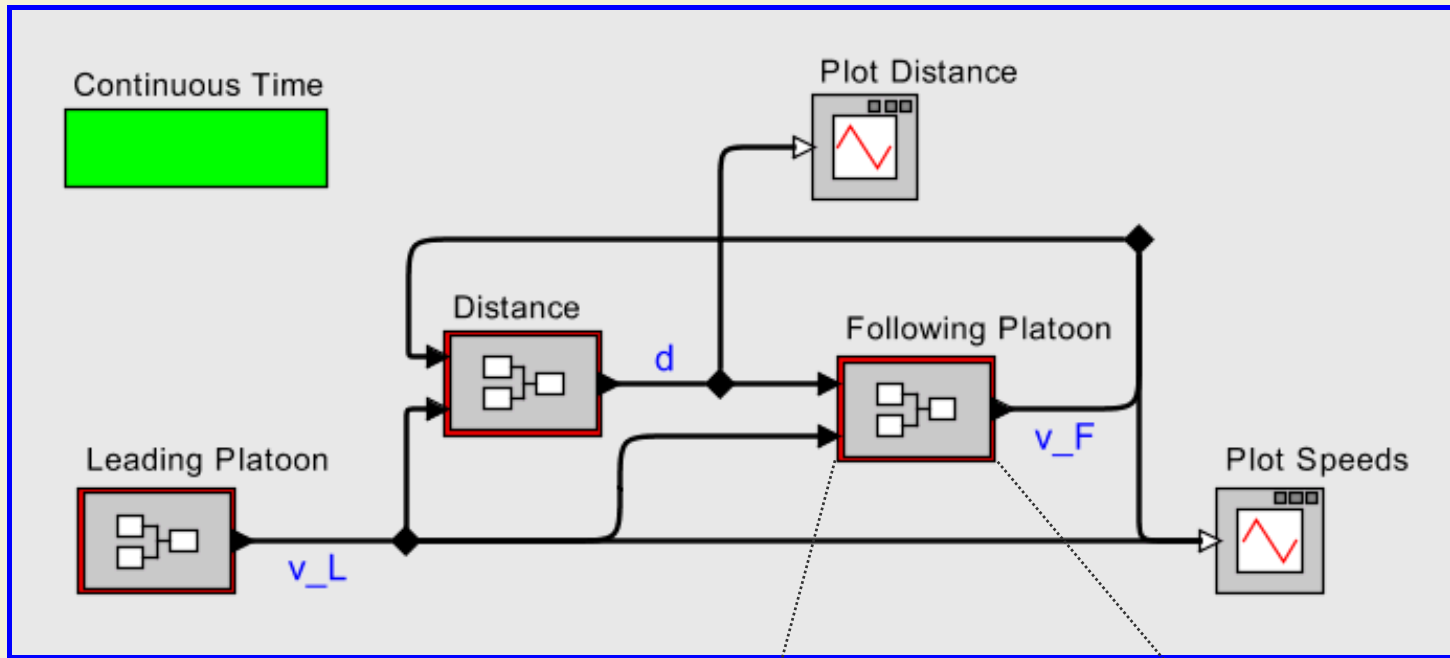 Continuous Time
Plot Distance
Distance
d
Following Platoon
v_F
Leading Platoon
v_L
Plot Speeds